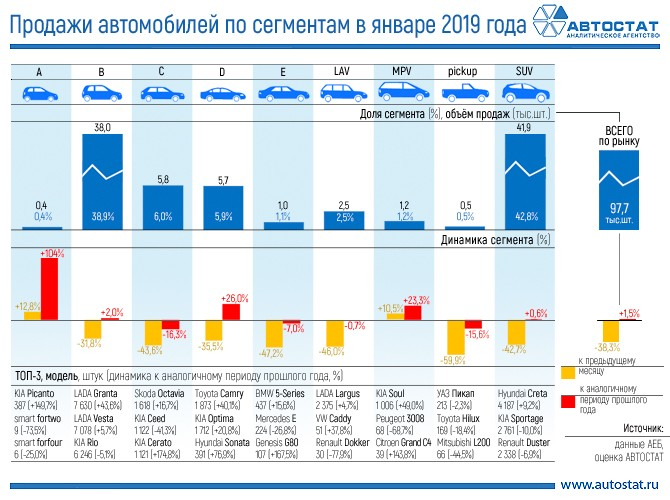 Продажи автомобилей по сегментам в январе 2019 года
АВТОСТАТ
АНАЛИТИЧЕСКОЕ АГЕНТСТВО
A B C D E LAV MPV pickup SUV
Доля сегмента (%), объём продаж (тыс.шт.)
ВСЕГО
ПО РЫНКУ
0,4 38,0 5,8 5,7 1,0 2,5 1,2 0,5 41,9
0,4% 38,9% 6,0% 5,9% 1,1% 2,5% 1,2% 0,5% 42,8%
97,7
тыс.шт.
Динамика сегмента (%)
+12,8% +104%
-31,8% +2,0%
-43,6% -16,3%
-35,5% +26,0%
-47,2% -7,0%
-46,0% -0,7%
+10,5% +23,3%
-59,9% -15,6%
-42,7% +0,6%
-38,3% +1,5%
к предыдущему
месяцу
к аналогичному
периоду прошлого
года
ТОП-3, модель, штук (динамика к аналогичному периоду прошлого года, %)
KIA Picanto LADA Granta Skoda Octavia Toyota Camry BMW 5-Series LADA Largus KIA Soul УАЗ Пикап Hyundai Creta
387 (+149,7%) 7 630 (+43,6%) 1 618 (+16,7%) 1 873 (+40,1%) 437 (+15,6%) 2 375 (+4,7%) 1 006 (+49,0%) 213 (-2,3%) 4 187 (+9,2%)
smart fortwo LADA Vesta KIA Ceed KIA Optima Mercedes E VW Caddy Peugeot 3008 Toyota Hilux KIA Sportage
9 (-73,5%) 7 078 (+5,7%) 1 122 (-41,3%) 1 712 (+20,8%) 224 (-26,8%) 51 (+37,8%) 68 (-68,7%) 169 (-18,4%) 2 761 (-10,0%)
smart forfour KIA Rio KIA Cerato Hyundai Sonata Genesis G80 Renault Dokker Citroen Grand C4 Mitsubishi L200 Renault Duster
6 (-25,0%) 6 246 (-5,1%) 1 121 (+174,8%) 391 (+76,9%) 107 (+167,5%) 30 (-77,9%) 39 (+143,8%) 66 (-44,5%) 2 338 (-6,9%)
Источник:
данные АЕБ,
оценка АВТОСТАТ
www.autostat.ru